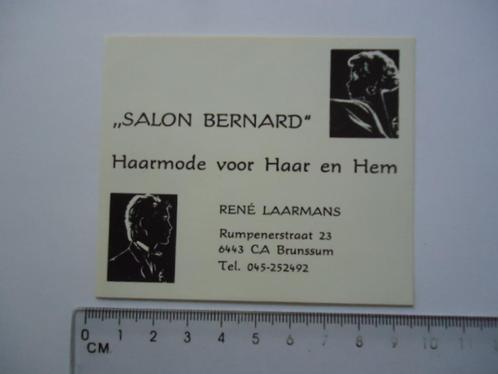 „SALON BERNARD"
Haarmode voor Haar en Hem
RENÉ LAARMANS
Rumpenerstraat 23
6443 CA Brunssum
Tel. 045-252492
0 1 2 3 4 5 6 7 8 9 10 11
CM